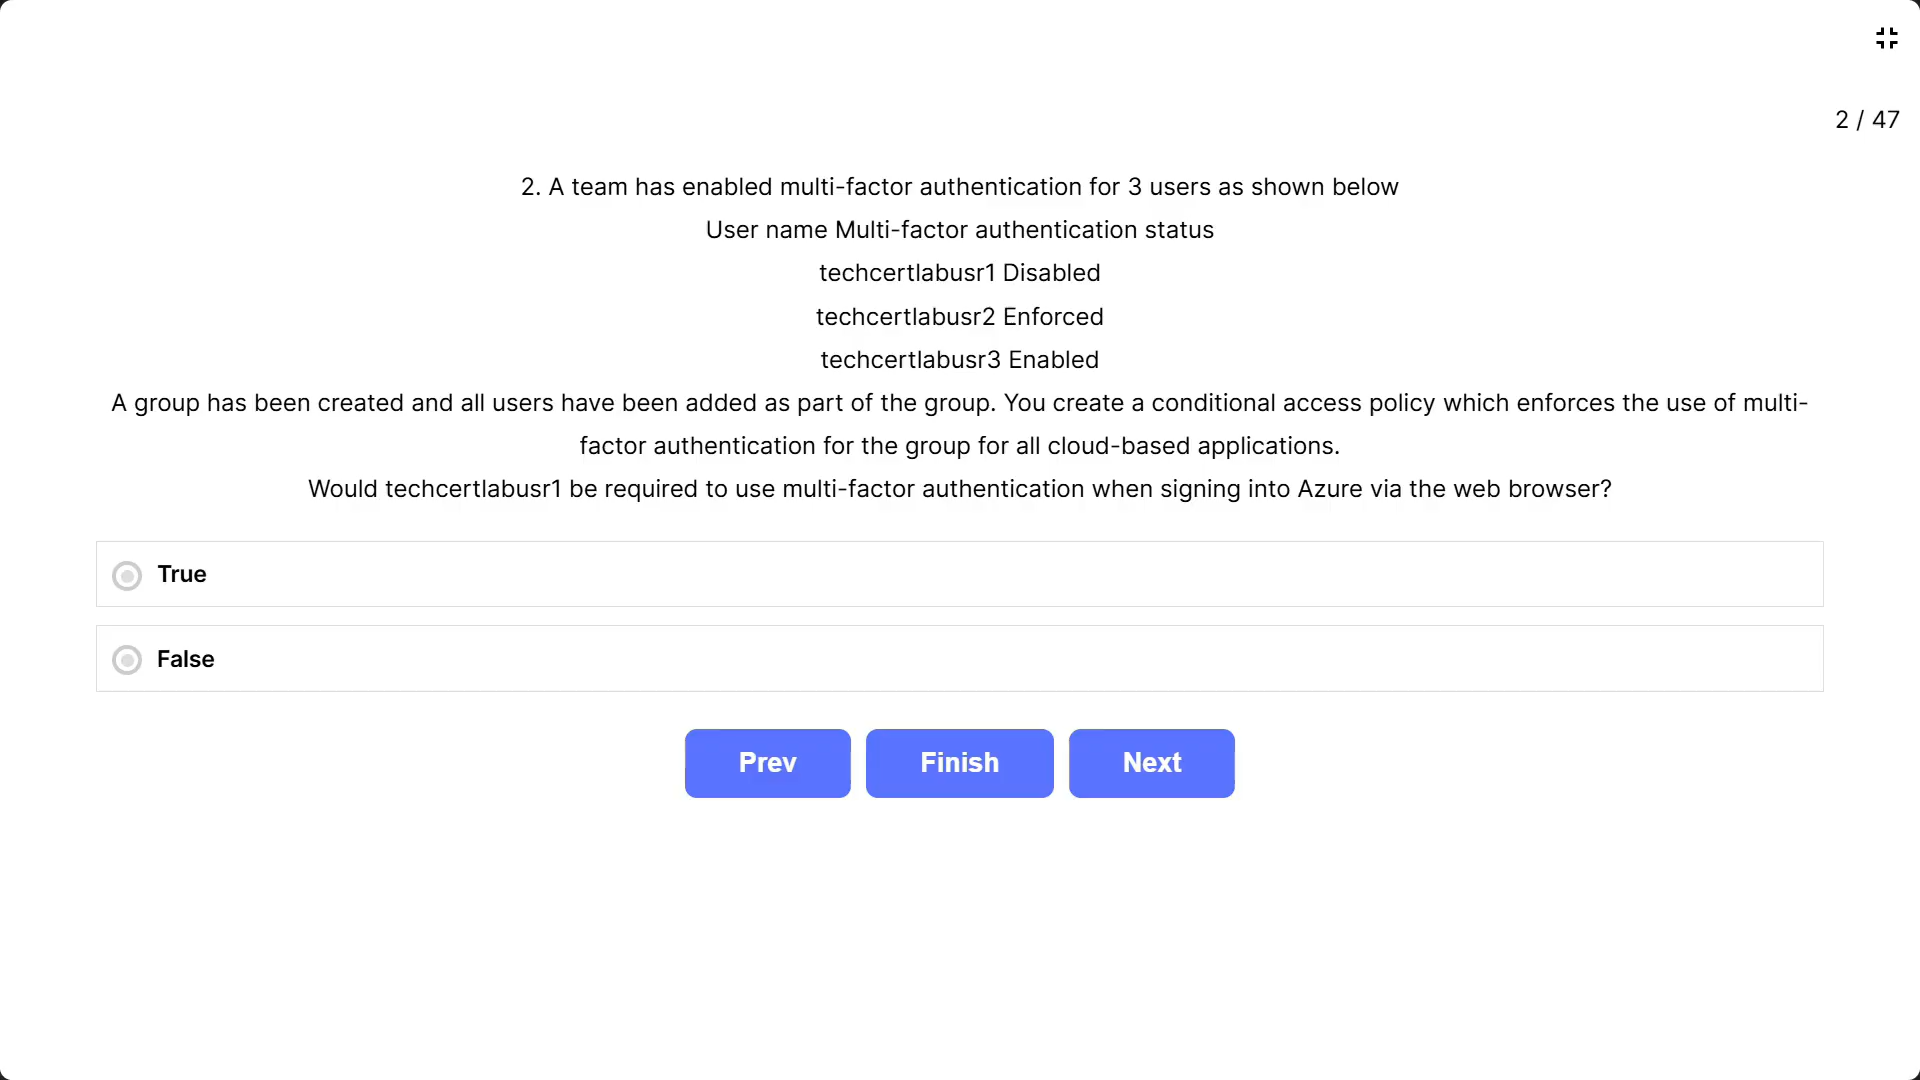 2 / 47
2. A team has enabled multi-factor authentication for 3 users as shown below
User name Multi-factor authentication status
techcertlabusr1 Disabled
techcertlabusr2 Enforced
techcertlabusr3 Enabled
A group has been created and all users have been added as part of the group. You create a conditional access policy which enforces the use of multi-
factor authentication for the group for all cloud-based applications.
Would techcertlabusr1 be required to use multi-factor authentication when signing into Azure via the web browser?
True
False
Prev Finish Next